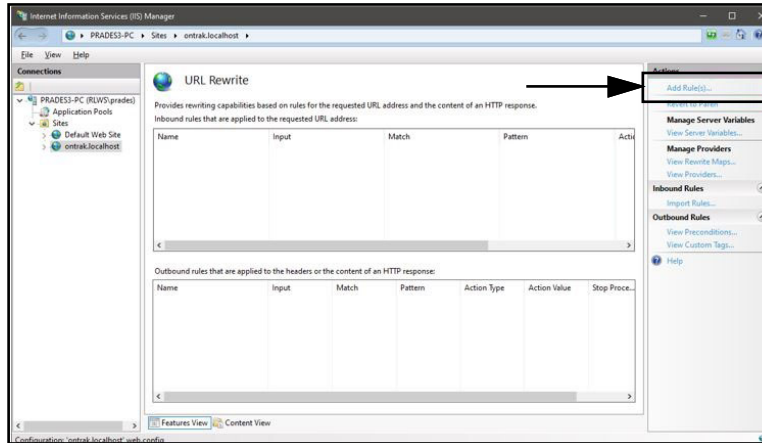 Internet Information Services (IIS) Manager
PRADES3-PC Sites ontrak.localhost
File View Help
Connections
PRADES3-PC (RLWS\prades)
Application Pools
Sites
Default Web Site
ontrak.localhost
URL Rewrite
Provides rewriting capabilities based on rules for the requested URL address and the content of an HTTP response.
Inbound rules that are applied to the requested URL address:
Name Input Match Pattern Actio
Outbound rules that are applied to the headers or the content of an HTTP response:
Name Input Match Pattern Action Type Action Value Stop Proce...
Features View Content View
Actions
Add Rule(s)...
Revert to Parent
Manage Server Variables
View Server Variables...
Manage Providers
View Rewrite Maps...
View Providers...
Inbound Rules
Import Rules...
Outbound Rules
View Preconditions...
View Custom Tags...
Help
Configuration: 'ontrak.localhost' web.config